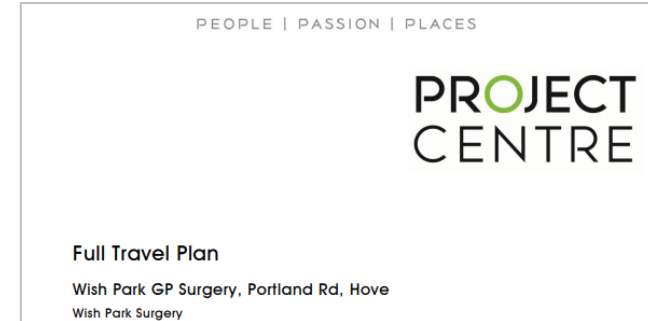 PEOPLE | PASSION | PLACES
PROJECT
CENTRE
Full Travel Plan
Wish Park GP Surgery, Portland Rd, Hove
Wish Park Surgery